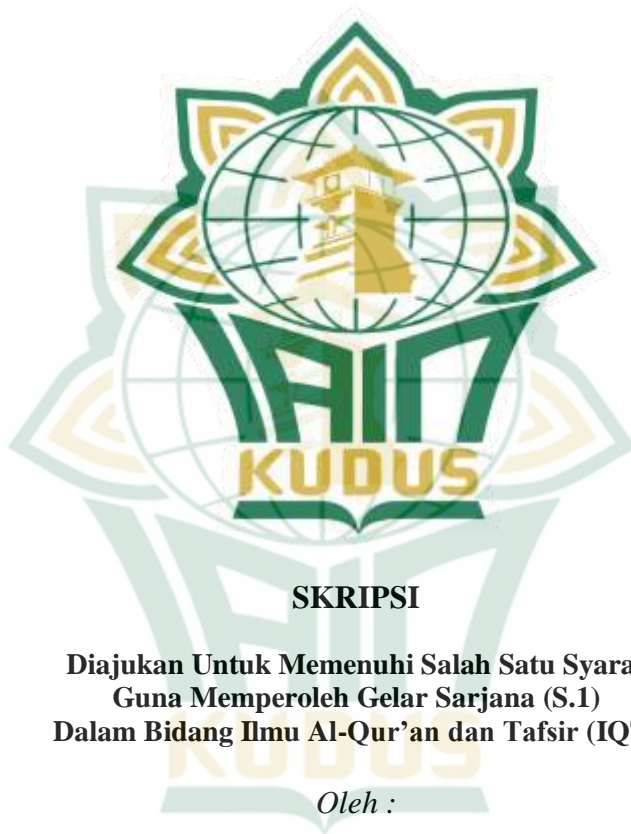 IAIN
KUDUS
SKRIPSI
Diajukan Untuk Memenuhi Salah Satu Syara
Guna Memperoleh Gelar Sarjana (S.1)
Dalam Bidang Ilmu Al-Qur’an dan Tafsir (IQ
Oleh :